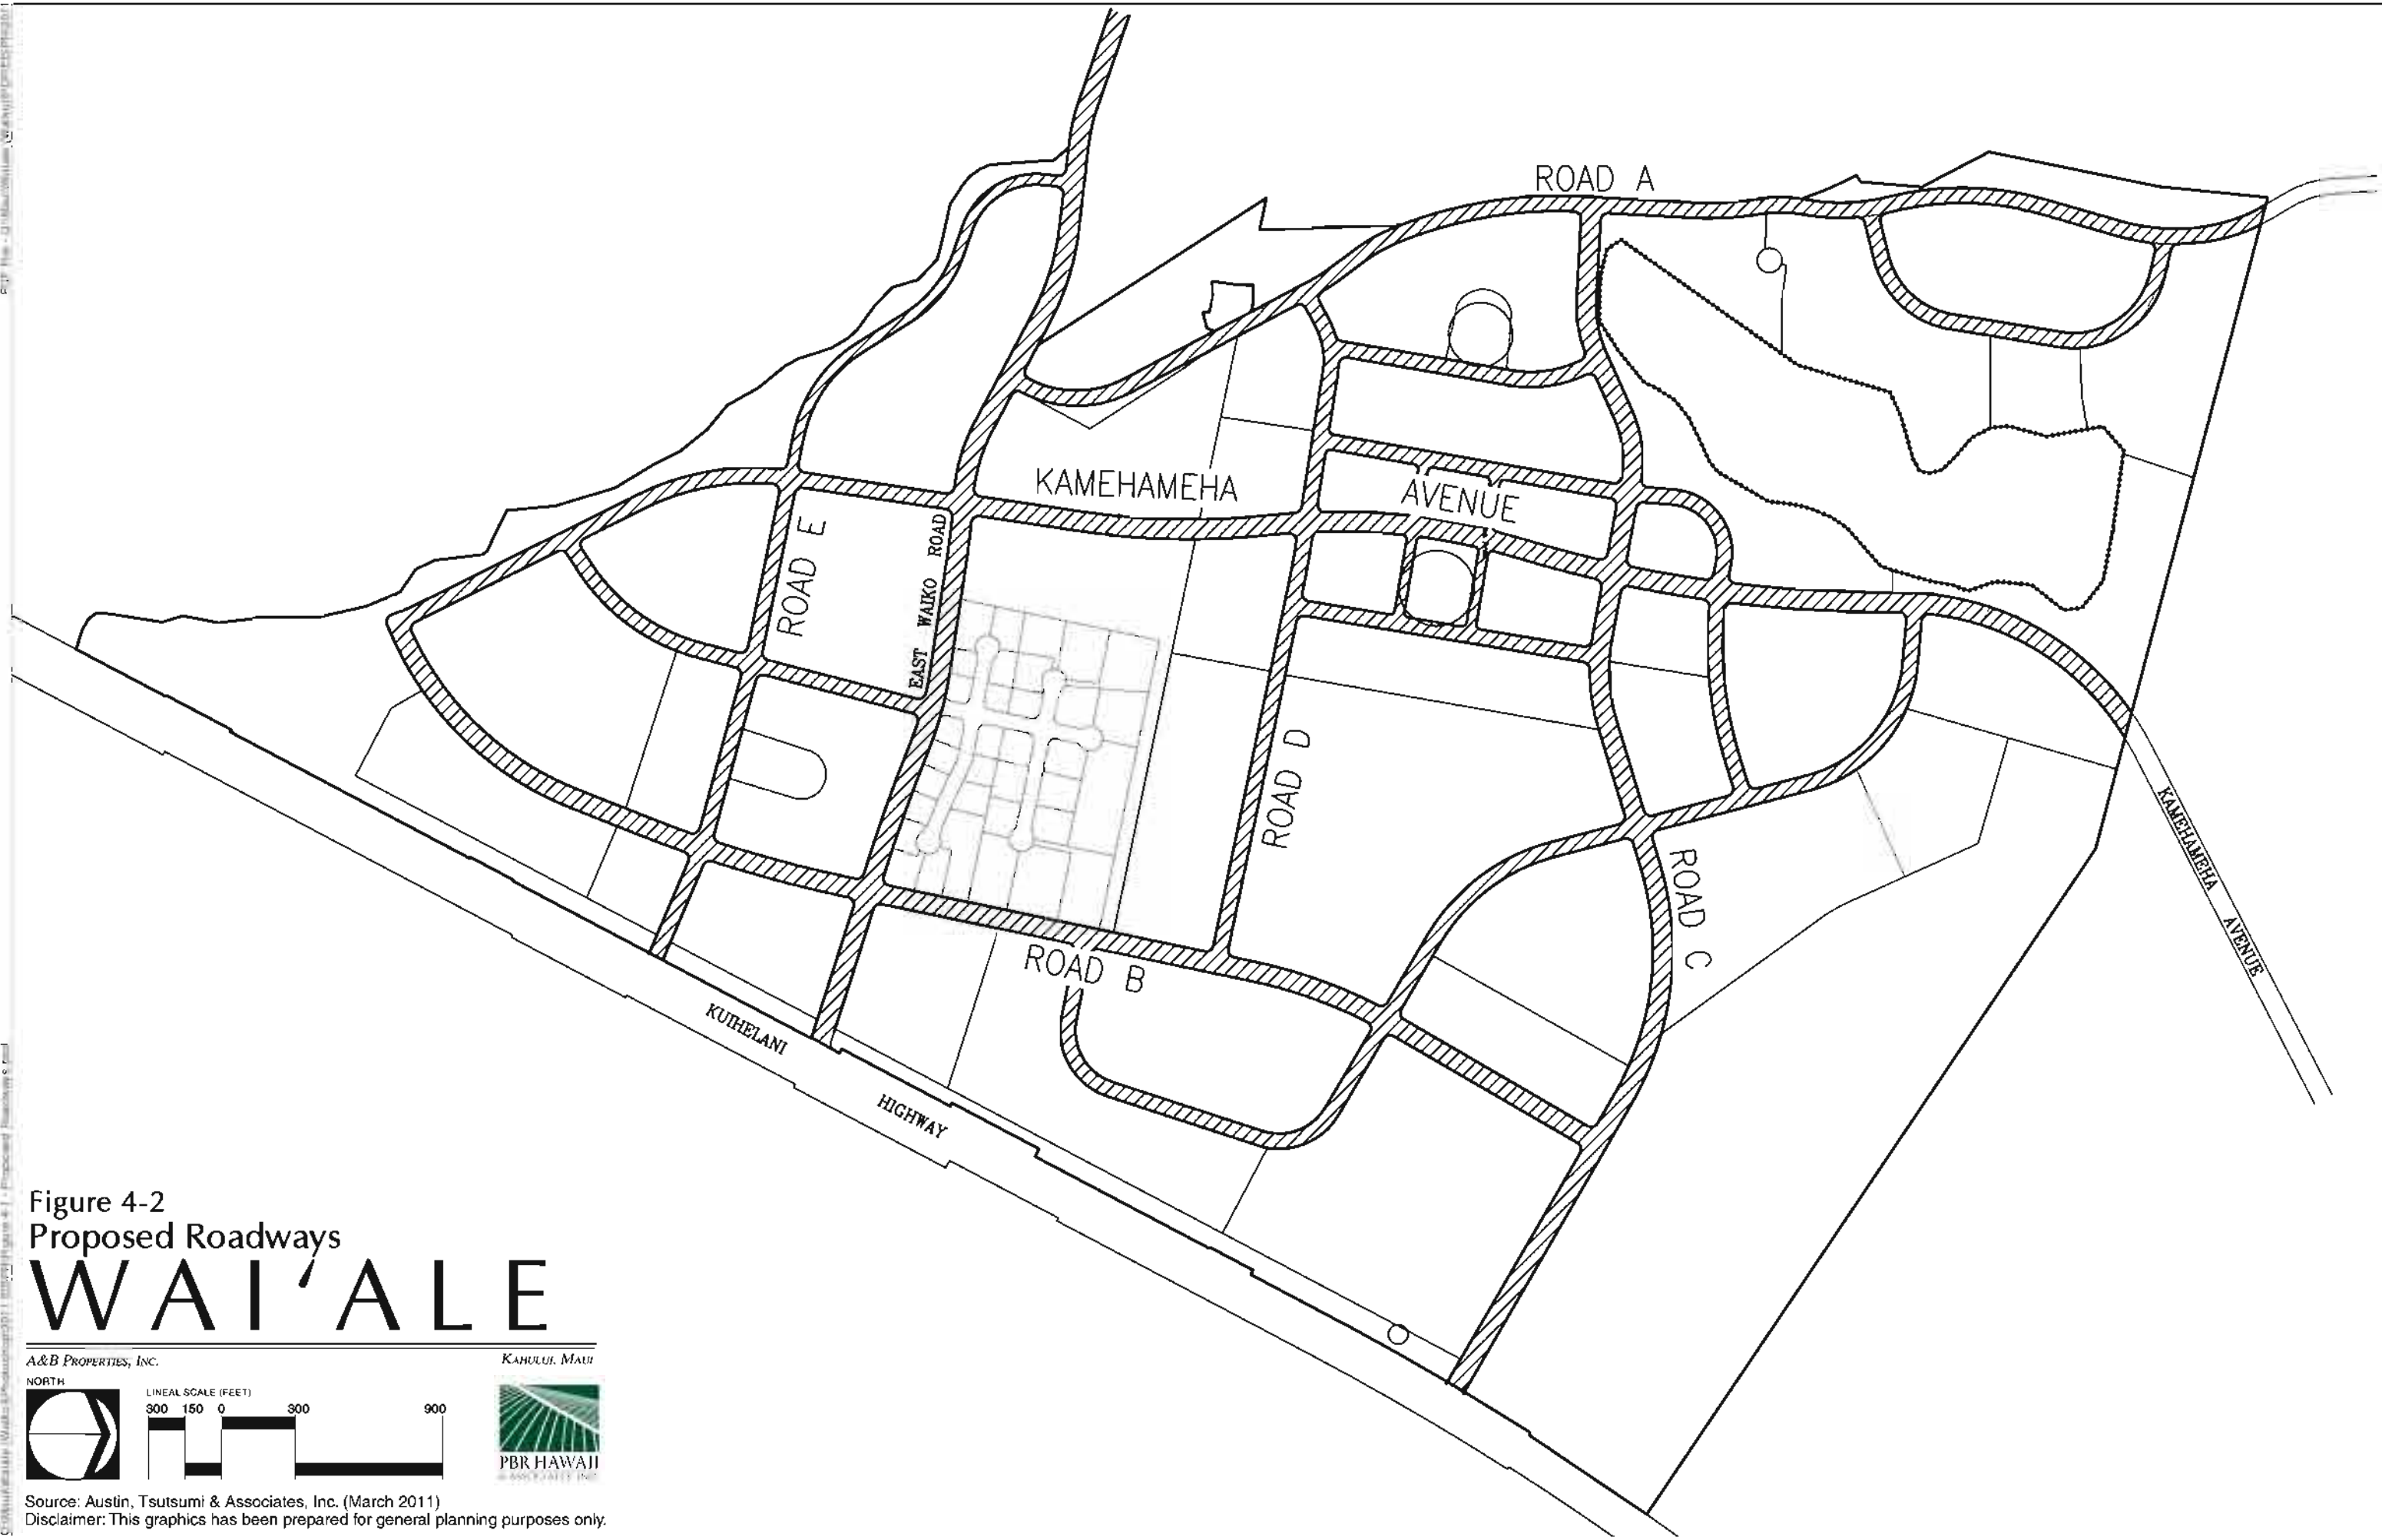 ROAD A
KAMEHAMEHA
AVENUE
ROAD E
EAST WAIKO ROAD
ROAD D
ROAD C
ROAD B
KAMEHAMEHA AVENUE
KUIHELANI
HIGHWAY
Figure 4-2
Proposed Roadways
WAI'ALE
A&B PROPERTIES, INC.
KAHULUI, MAUI
NORTH
LINEAL SCALE (FEET)
300 150 0 300 900
PBR HAWAII
Source: Austin, Tsutsumi & Associates, Inc. (March 2011)
Disclaimer: This graphics has been prepared for general planning purposes only.